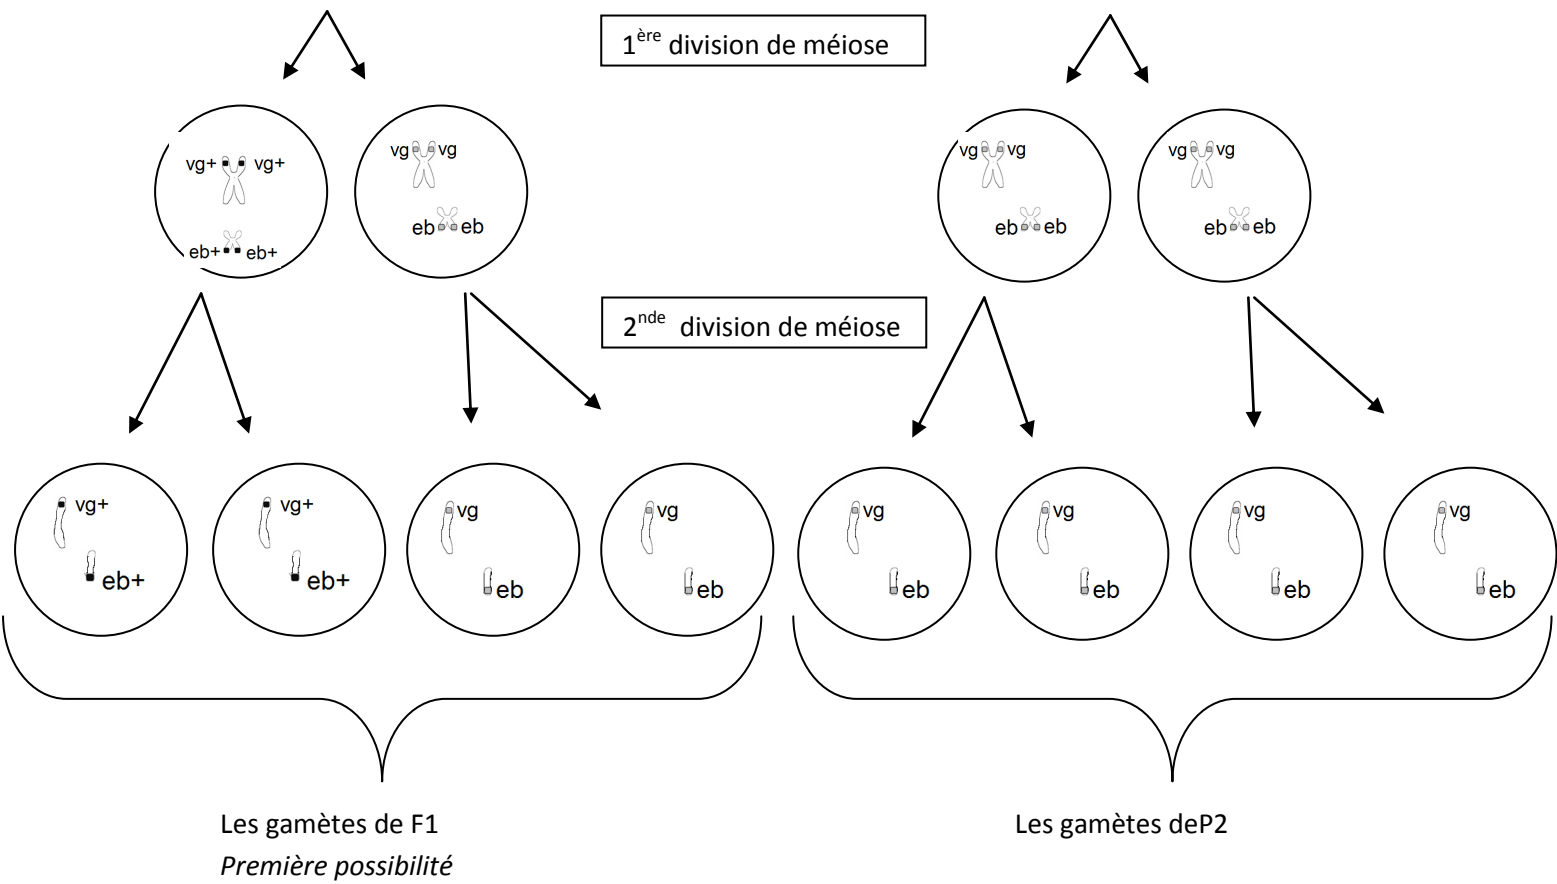 1ère division de méiose
vg+ vg+
vg vg
vg vg
vg vg
eb+ eb+
eb eb
eb eb
eb eb
2nde division de méiose
vg+
vg+
vg
vg
vg
vg
vg
vg
eb+
eb+
eb
eb
eb
eb
eb
eb
Les gamètes de F1
Les gamètes deP2
Première possibilité